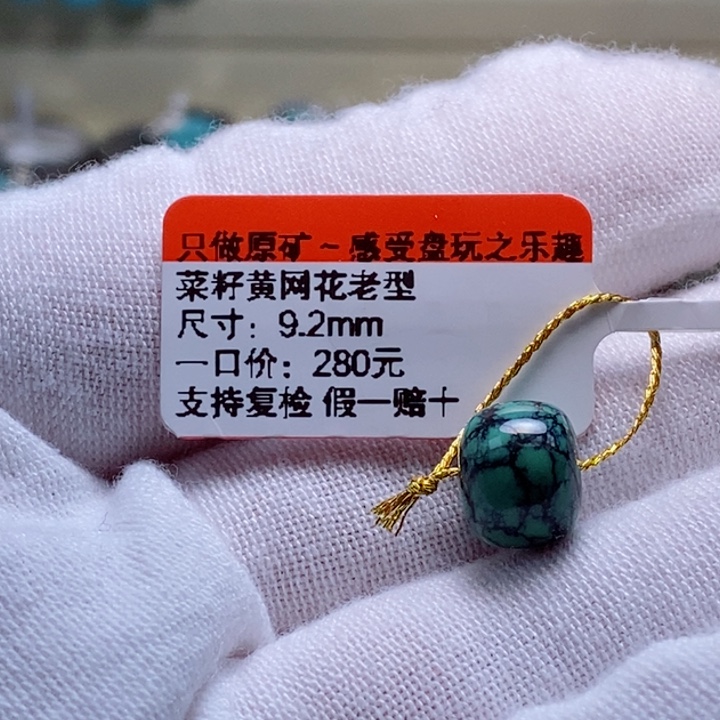 只做原矿~感受盘玩之乐趣
菜籽黄网花老型
尺寸：9.2mm
一口价：280元
支持复检 假一赔十